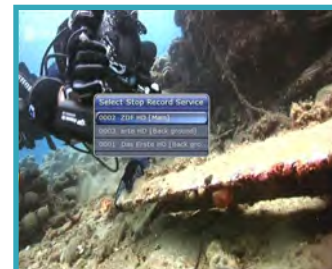 Select Stop Record Service
0003 ZDF HD [Main]
0002 arte HD [Back ground]
0001 Das Erste HD [Back gro...